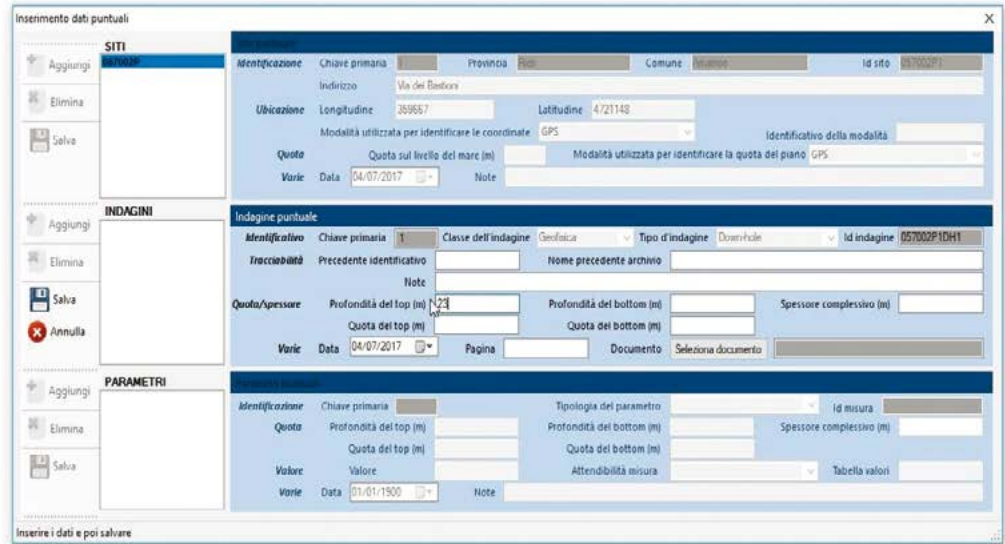 Inserimento dati puntuali X
SITI
Aggiungi
Elimina
Salva
Identificazione Chiave primaria 1 Provincia Rieti Comune Id sito 057002P1
Indirizzo Via dei Bastioni
Ubicazione Longitudine 359667 Latitudine 4721148
Modalità utilizzata per identificare le coordinate GPS Identificativo della modalità
Quota Quota sul livello del mare (m) Modalità utilizzata per identificare la quota del piano GPS
Varie Data 04/07/2017 Note
INDAGINI
Aggiungi
Elimina
Salva
Annulla
Indagine puntuale
Identificativo Chiave primaria 1 Classe dell'indagine Geofisica Tipo d'indagine Down-hole Id indagine 057002P1DH1
Tracciabilità Precedente identificativo Nome precedente archivio
Note
Quota/spessore Profondità del top (m) 23 Profondità del bottom (m) Spessore complessivo (m)
Quota del top (m) Quota del bottom (m)
Varie Data 04/07/2017 Pagina Documento Seleziona documento
PARAMETRI
Aggiungi
Elimina
Salva
Parametro puntuale
Identificazione Chiave primaria Tipologia del parametro Id misura
Quota Profondità del top (m) Profondità del bottom (m) Spessore complessivo (m)
Quota del top (m) Quota del bottom (m)
Valore Valore Attendibilità misura Tabella valori
Varie Data 01/01/1900 Note
Inserire i dati e poi salvare